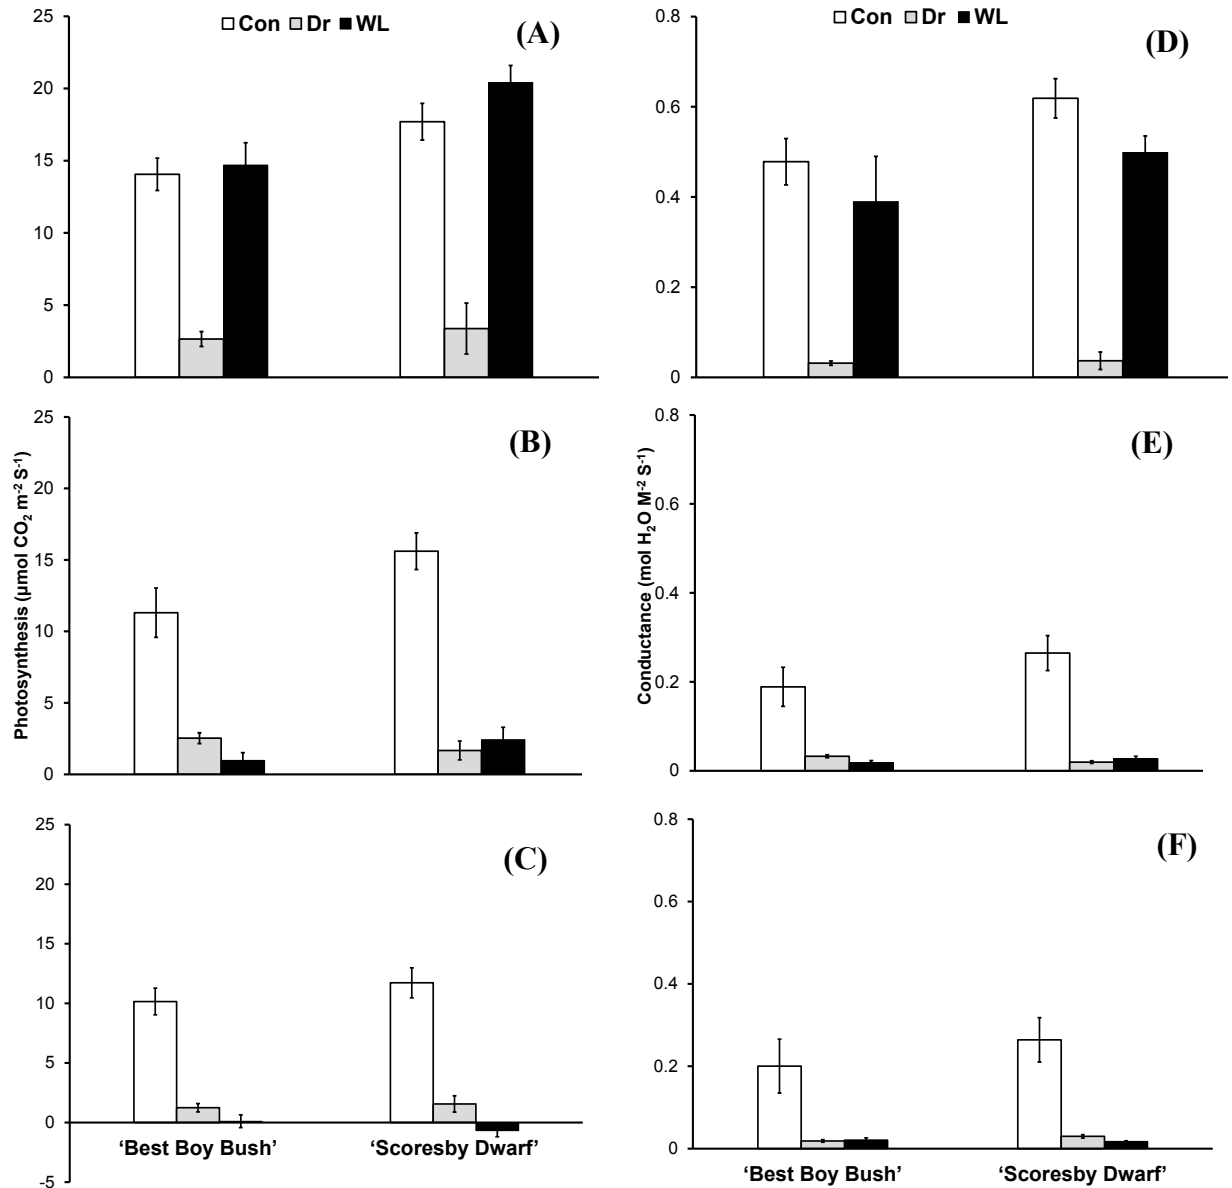 25
20
15
10
5
0
Con Dr WL
(A)
0.8
0.6
0.4
0.2
0
Con Dr WL
(D)
Photosynthesis (µmol CO₂ m⁻² S⁻¹)
25
20
15
10
5
0
(B)
Conductance (mol H₂O M⁻² S⁻¹)
0.8
0.6
0.4
0.2
0
(E)
25
20
15
10
5
0
-5
(C)
‘Best Boy Bush’ ‘Scoresby Dwarf’
0.8
0.6
0.4
0.2
0
(F)
‘Best Boy Bush’ ‘Scoresby Dwarf’